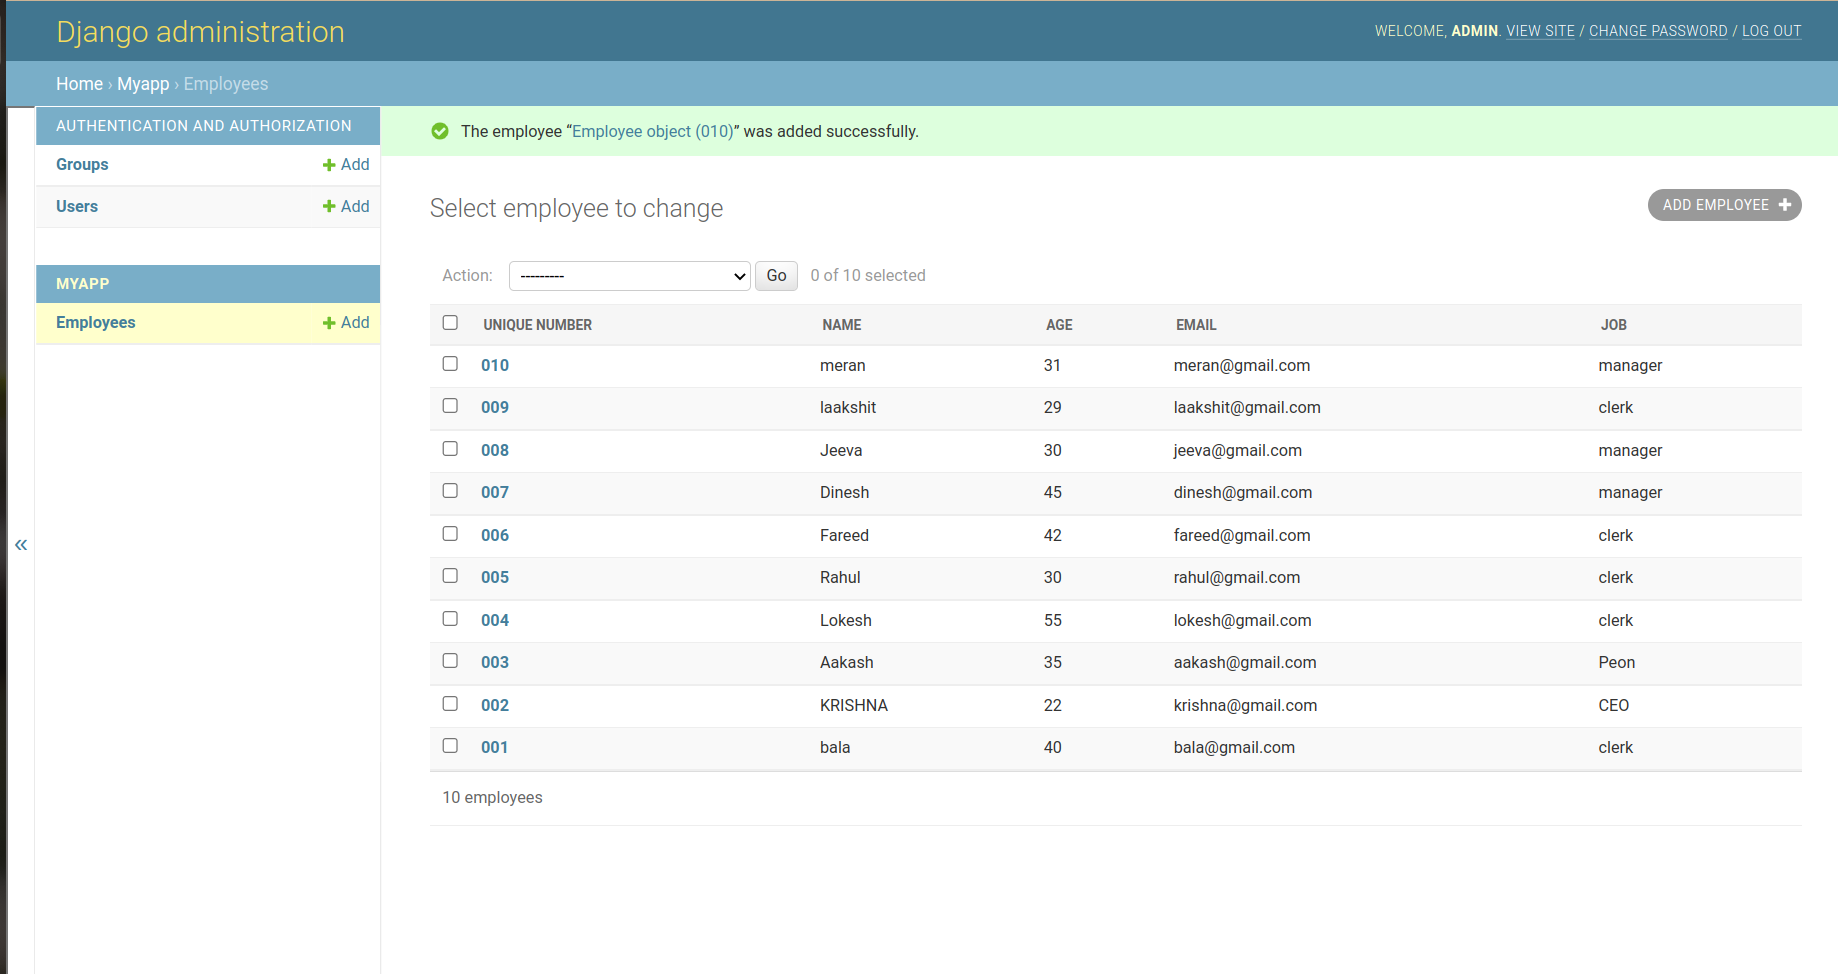 Django administration
WELCOME, ADMIN. VIEW SITE / CHANGE PASSWORD / LOG OUT
Home › Myapp › Employees
AUTHENTICATION AND AUTHORIZATION
Groups + Add
Users + Add
MYAPP
Employees + Add
«
The employee “Employee object (010)” was added successfully.
Select employee to change
ADD EMPLOYEE +
Action: --------- Go 0 of 10 selected
UNIQUE NUMBER NAME AGE EMAIL JOB
010 meran 31 meran@gmail.com manager
009 laakshit 29 laakshit@gmail.com clerk
008 Jeeva 30 jeeva@gmail.com manager
007 Dinesh 45 dinesh@gmail.com manager
006 Fareed 42 fareed@gmail.com clerk
005 Rahul 30 rahul@gmail.com clerk
004 Lokesh 55 lokesh@gmail.com clerk
003 Aakash 35 aakash@gmail.com Peon
002 KRISHNA 22 krishna@gmail.com CEO
001 bala 40 bala@gmail.com clerk
10 employees